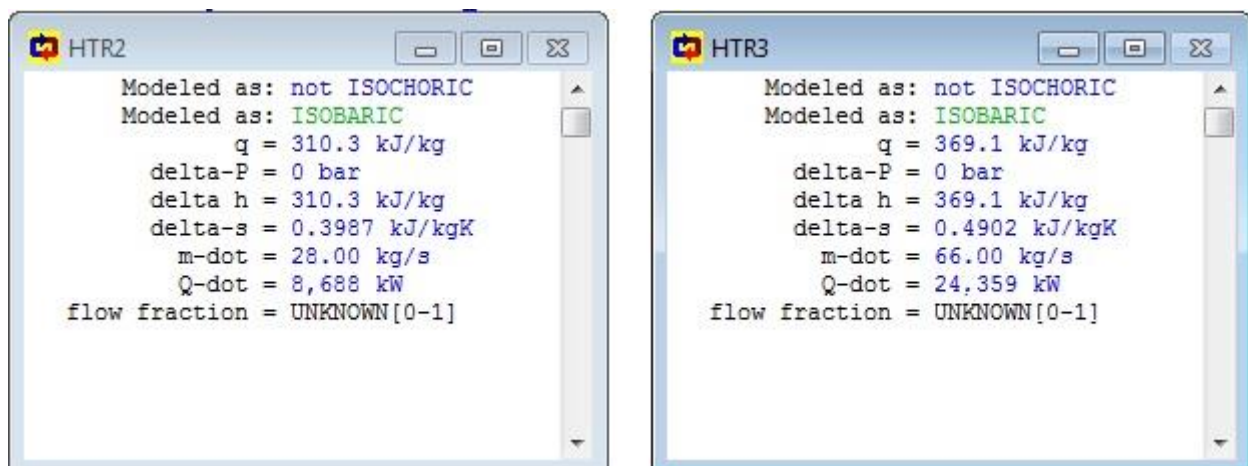 HTR2
Modeled as: not ISOCHORIC
Modeled as: ISOBARIC
q = 310.3 kJ/kg
delta-P = 0 bar
delta h = 310.3 kJ/kg
delta-s = 0.3987 kJ/kgK
m-dot = 28.00 kg/s
Q-dot = 8,688 kW
flow fraction = UNKNOWN[0-1]
HTR3
Modeled as: not ISOCHORIC
Modeled as: ISOBARIC
q = 369.1 kJ/kg
delta-P = 0 bar
delta h = 369.1 kJ/kg
delta-s = 0.4902 kJ/kgK
m-dot = 66.00 kg/s
Q-dot = 24,359 kW
flow fraction = UNKNOWN[0-1]